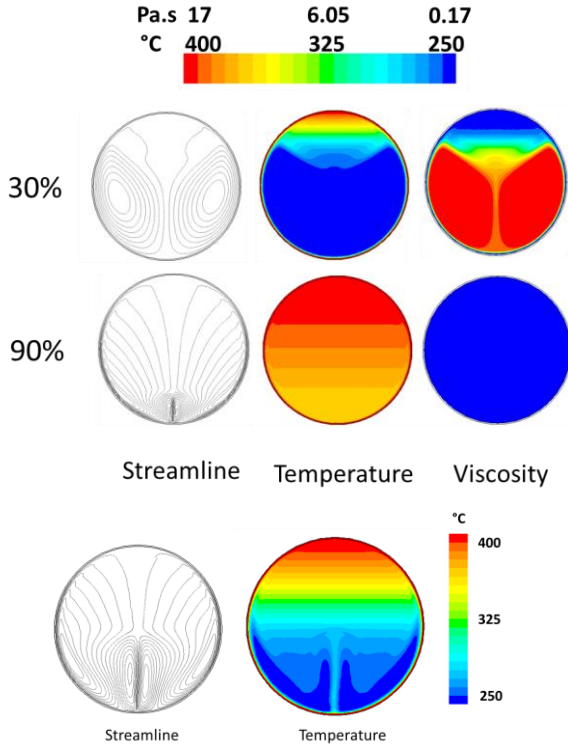 Pa.s 17 6.05 0.17
°C 400 325 250
30%
90%
Streamline Temperature Viscosity
°C
400
325
250
Streamline Temperature